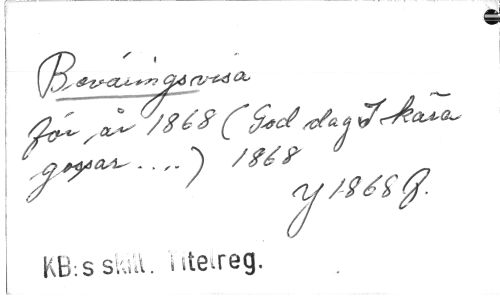 Beväringsvisa
för år 1868 (God dag I kära
gossar ....) 1868
Y 1868 f.
KB:s skill. Titelreg.